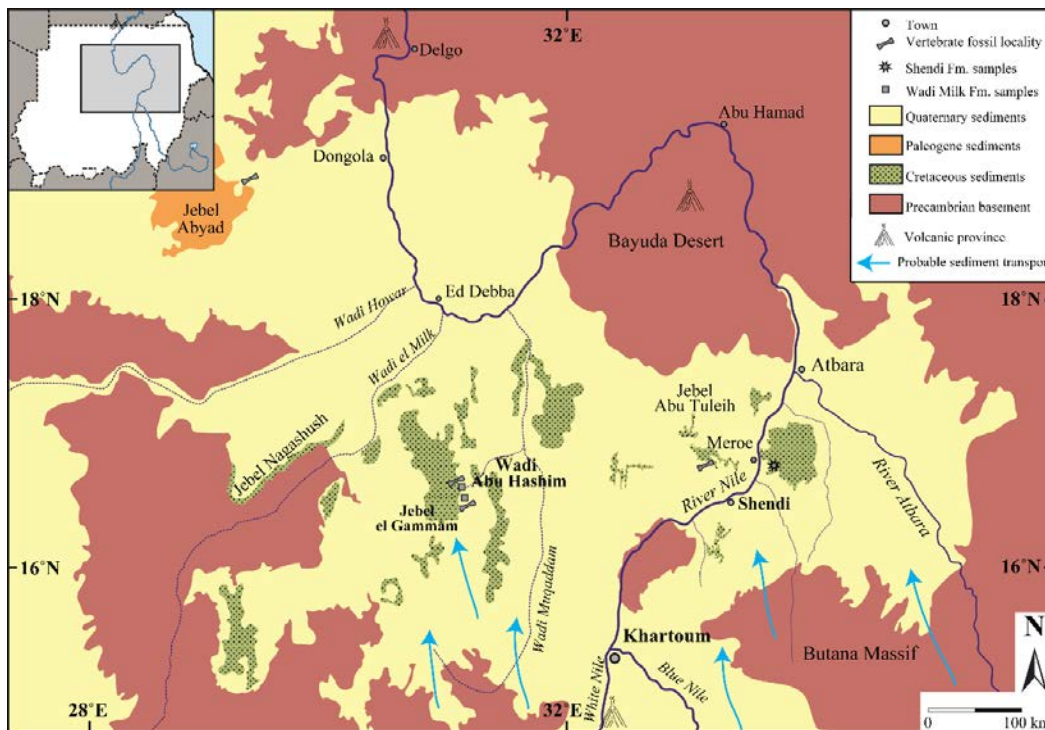 32°E
Town
Vertebrate fossil locality
Shendi Fm. samples
Wadi Milk Fm. samples
Quaternary sediments
Paleogene sediments
Cretaceous sediments
Precambrian basement
Volcanic province
Probable sediment transpor
Delgo
Abu Hamad
Dongola
Jebel
Abyad
Bayuda Desert
18°N
Wadi Howar
Ed Debba
18°N
Wadi el Milk
Atbara
Jebel
Abu Tuleih
Jebel Nagashush
Meroe
Wadi
Abu Hashim
River Nile
River Atbara
Shendi
Jebel
el Gammam
16°N
16°N
Wadi Muqaddam
Khartoum
N
Butana Massif
White Nile
Blue Nile
28°E
32°E
0 100 km